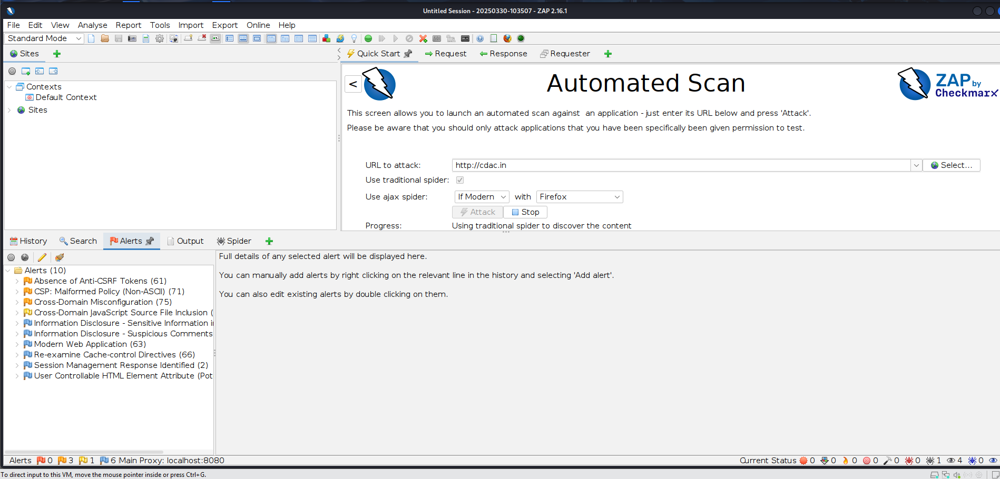 Untitled Session - 20250330-103507 - ZAP 2.16.1
File Edit View Analyse Report Tools Import Export Online Help
Standard Mode
Sites
Quick Start Request Response Requester
Contexts
Default Context
Sites
<
Automated Scan
ZAP by
Checkmarx
This screen allows you to launch an automated scan against an application - just enter its URL below and press 'Attack'.
Please be aware that you should only attack applications that you have been specifically been given permission to test.
URL to attack: http://cdac.in Select...
Use traditional spider:
Use ajax spider: If Modern with Firefox
Attack Stop
Progress: Using traditional spider to discover the content
History Search Alerts Output Spider
Alerts (10)
Absence of Anti-CSRF Tokens (61)
CSP: Malformed Policy (Non-ASCII) (71)
Cross-Domain Misconfiguration (75)
Cross-Domain JavaScript Source File Inclusion (
Information Disclosure - Sensitive Information i
Information Disclosure - Suspicious Comments
Modern Web Application (63)
Re-examine Cache-control Directives (66)
Session Management Response Identified (2)
User Controllable HTML Element Attribute (Pot
Full details of any selected alert will be displayed here.
You can manually add alerts by right clicking on the relevant line in the history and selecting 'Add alert'.
You can also edit existing alerts by double clicking on them.
Alerts 0 3 1 6 Main Proxy: localhost:8080
Current Status 0 0 0 0 0 0 1 4 0
To direct input to this VM, move the mouse pointer inside or press Ctrl+G.